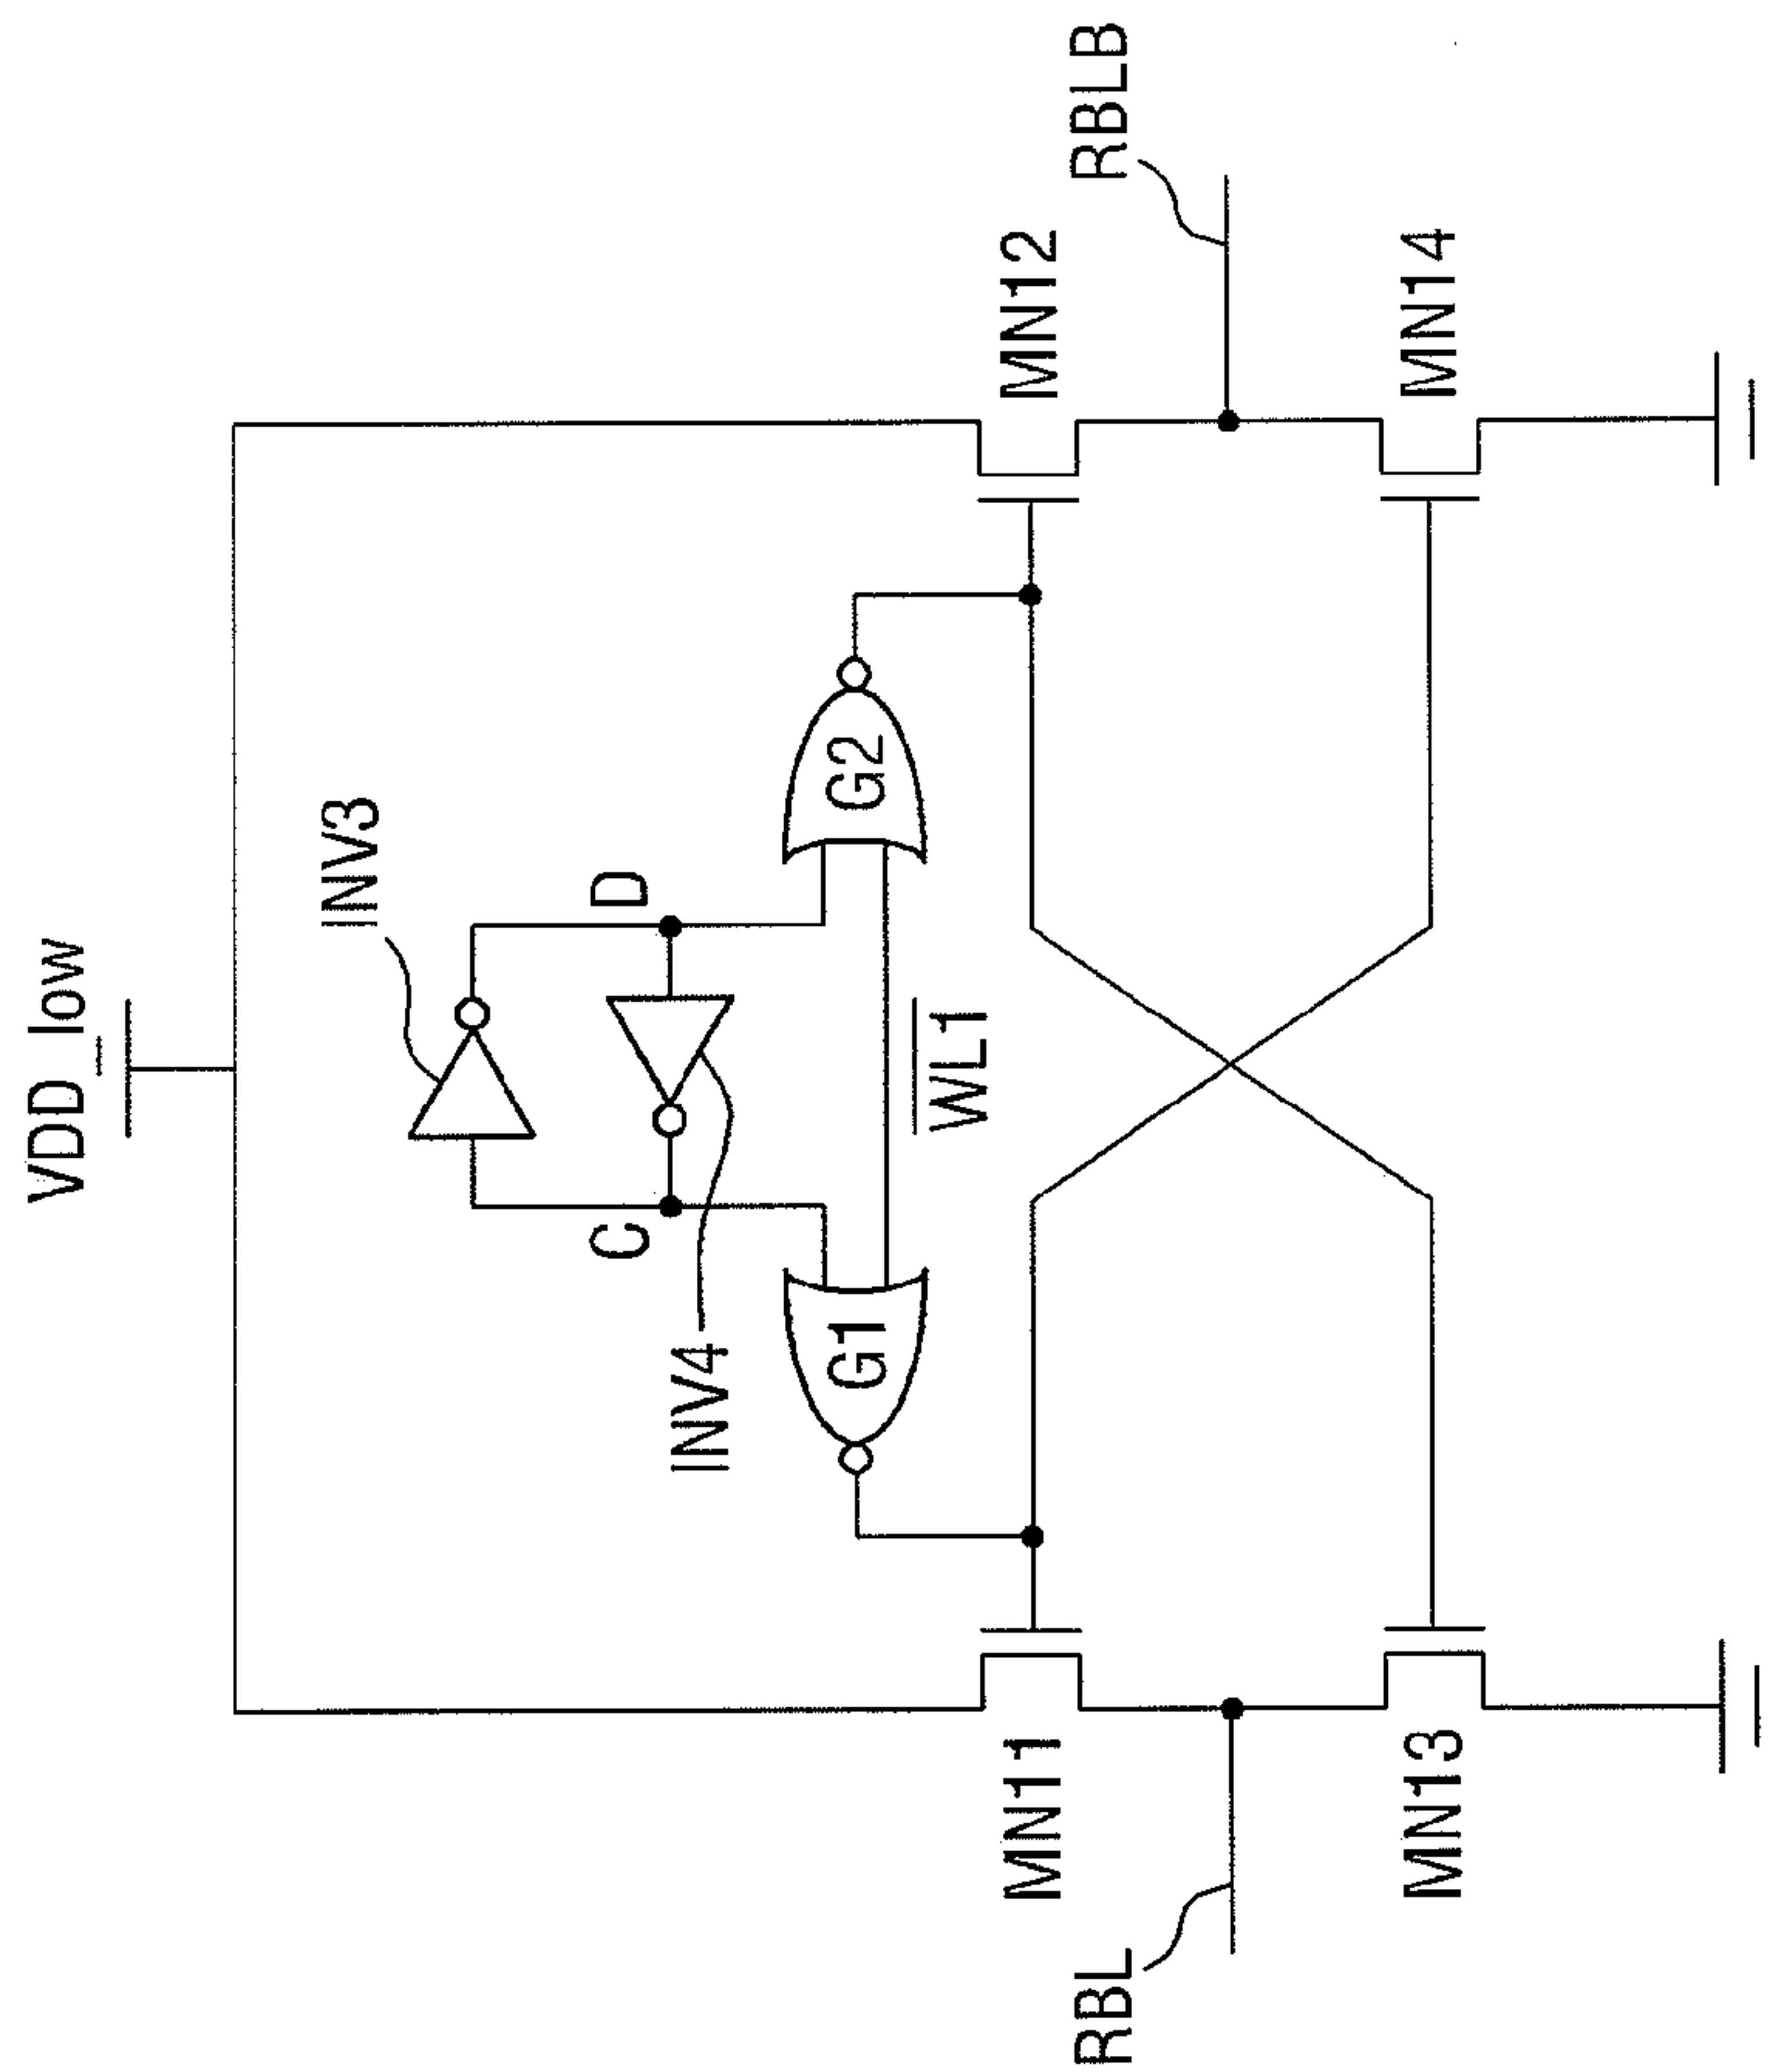 VDD_low
INV3
C
D
INV4
G1
G2
WL1
MN11
MN12
RBL
RBLB
MN13
MN14